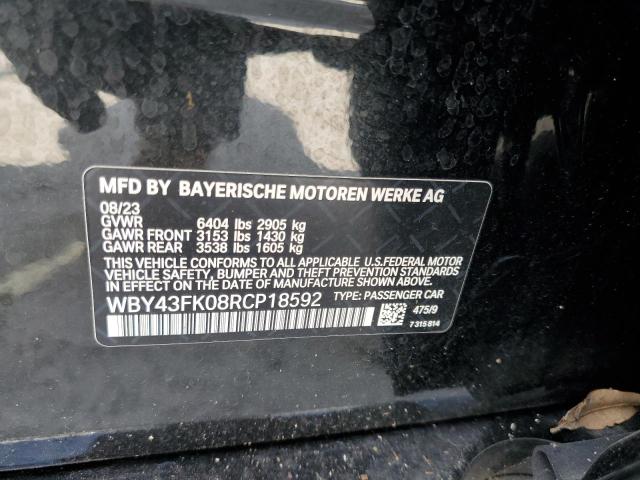 MFD BY BAYERISCHE MOTOREN WERKE AG
08/23
GVWR 6404 lbs 2905 kg
GAWR FRONT 3153 lbs 1430 kg
GAWR REAR 3538 lbs 1605 kg
THIS VEHICLE CONFORMS TO ALL APPLICABLE U.S.FEDERAL MOTOR
VEHICLE SAFETY, BUMPER AND THEFT PREVENTION STANDARDS
IN EFFECT ON THE DATE OF MANUFACTURE SHOWN ABOVE.
WBY43FK08RCP18592 TYPE: PASSENGER CAR
475/9
7 315 814